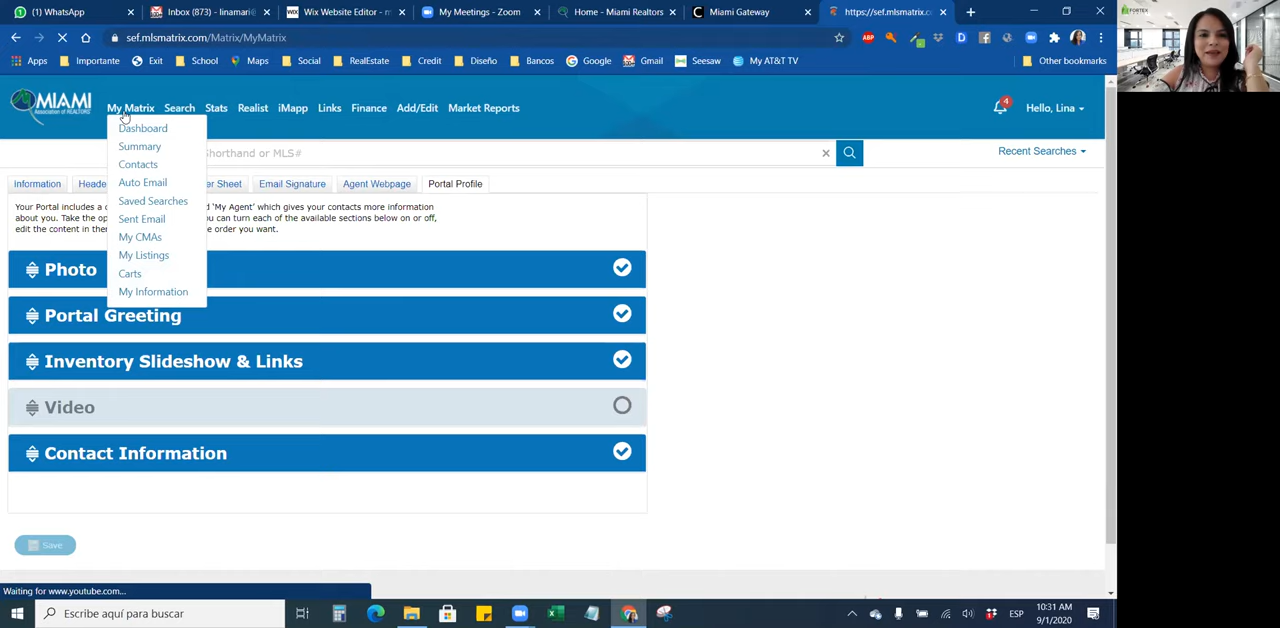 (1) WhatsApp
Inbox (873) - linamari@
WIX Wix Website Editor - m
My Meetings - Zoom
Home - Miami Realtors
Miami Gateway
https://sef.mlsmatrix.co
FORTEX
sef.mlsmatrix.com/Matrix/MyMatrix
ABP
Apps Importante Exit School Maps Social RealEstate Credit Diseño Bancos Google Gmail Seesaw My AT&T TV Other bookmarks
MIAMI My Matrix Search Stats Realist iMapp Links Finance Add/Edit Market Reports 4 Hello, Lina
Dashboard
Summary
Contacts
Auto Email
Saved Searches
Sent Email
My CMAs
My Listings
Carts
My Information
Shorthand or MLS#
Recent Searches
Information Heade er Sheet Email Signature Agent Webpage Portal Profile
Your Portal includes a 'My Agent' which gives your contacts more information
about you. Take the op ou can turn each of the available sections below on or off,
edit the content in them e order you want.
Photo
Portal Greeting
Inventory Slideshow & Links
Video
Contact Information
Save
Waiting for www.youtube.com...
Escribe aquí para buscar
ESP
10:31 AM
9/1/2020